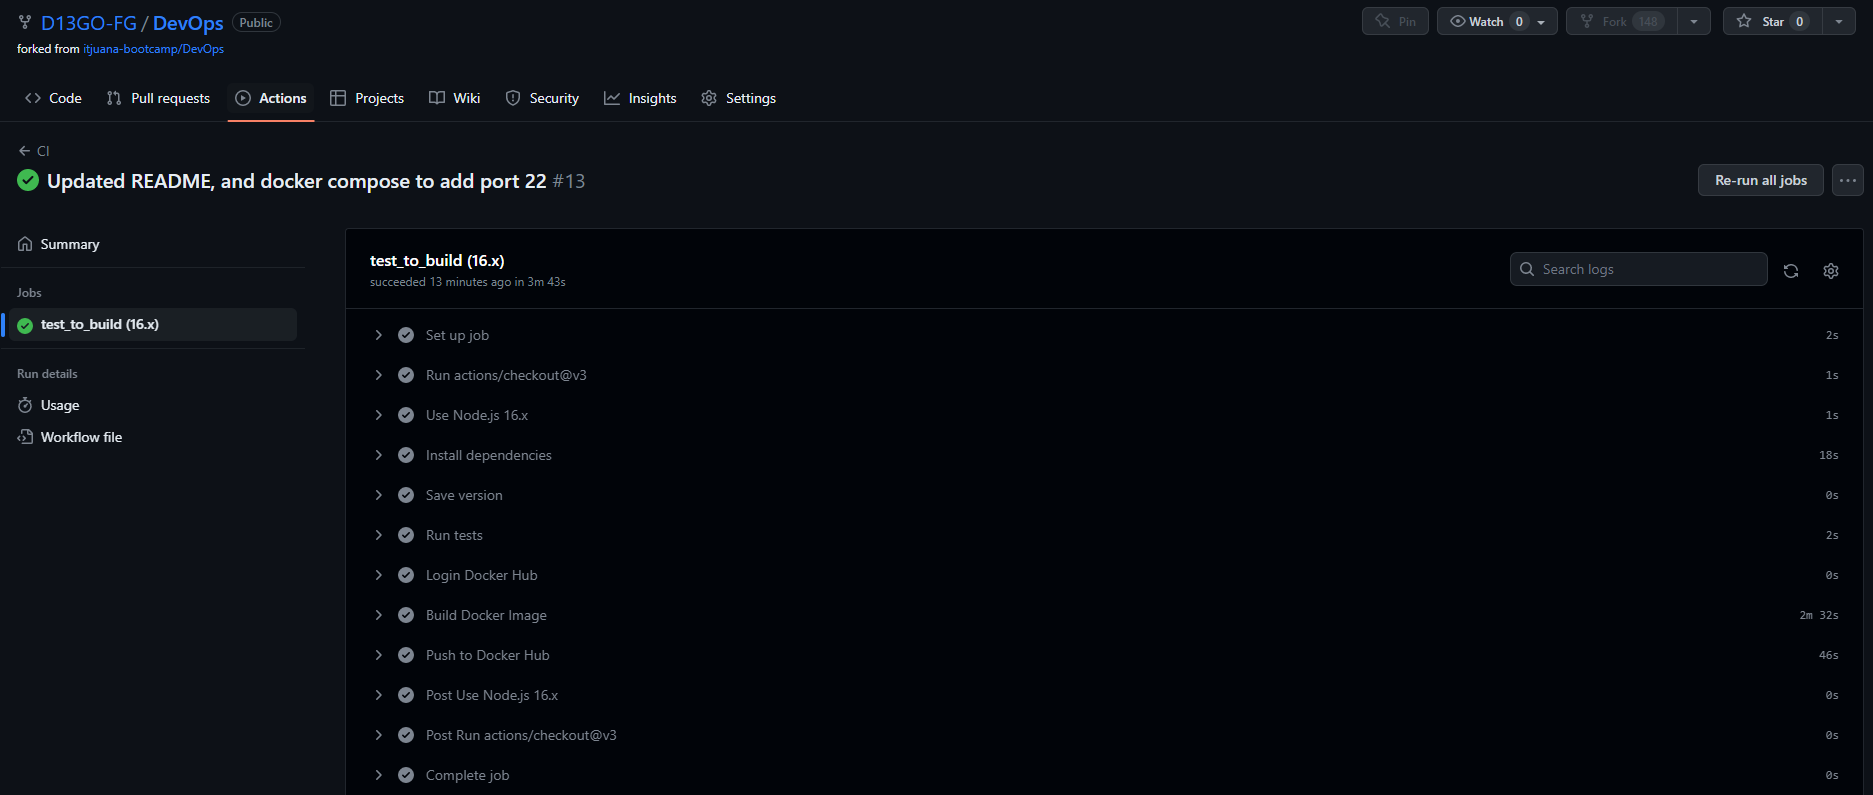 D13GO-FG / DevOps Public
Pin Watch 0 Fork 148 Star 0
forked from itjuana-bootcamp/DevOps
Code Pull requests Actions Projects Wiki Security Insights Settings
CI
Updated README, and docker compose to add port 22 #13
Re-run all jobs
Summary
Jobs
test_to_build (16.x)
Run details
Usage
Workflow file
test_to_build (16.x)
succeeded 13 minutes ago in 3m 43s
Search logs
Set up job 2s
Run actions/checkout@v3 1s
Use Node.js 16.x 1s
Install dependencies 18s
Save version 0s
Run tests 2s
Login Docker Hub 0s
Build Docker Image 2m 32s
Push to Docker Hub 46s
Post Use Node.js 16.x 0s
Post Run actions/checkout@v3 0s
Complete job 0s